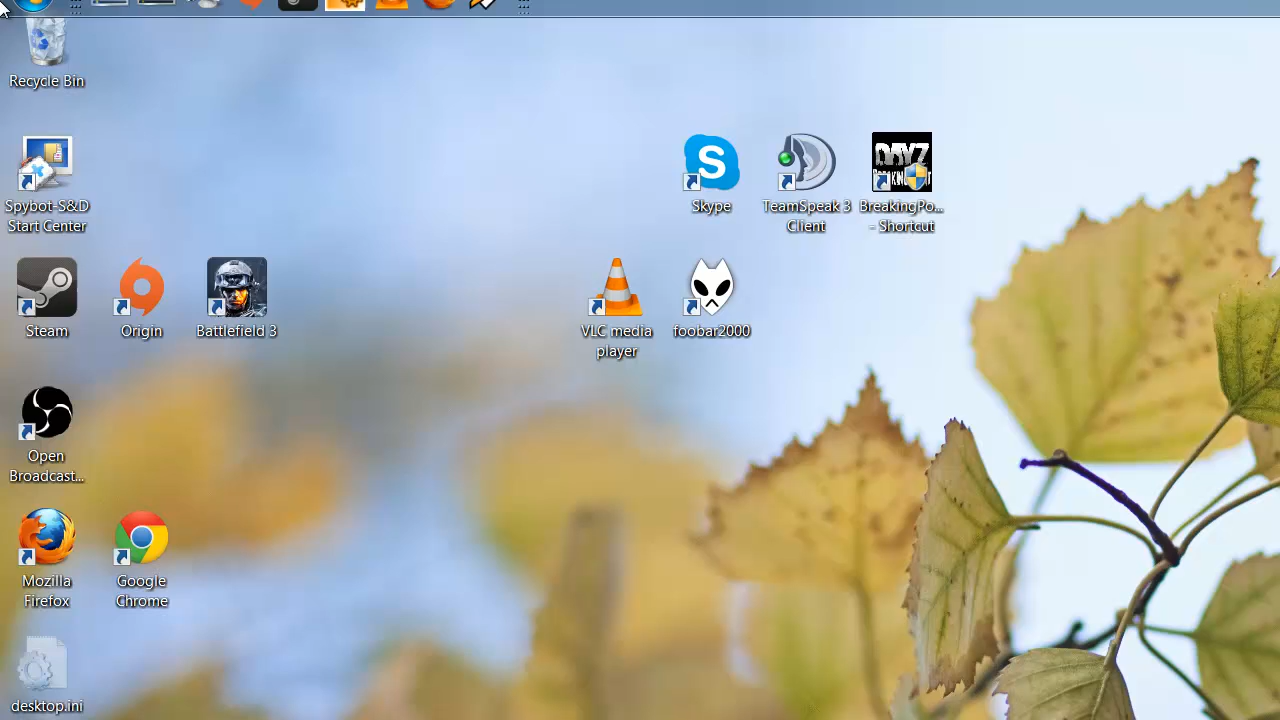 Recycle Bin
Spybot-S&D
Start Center
Skype
TeamSpeak 3
Client
DAYZ
BreakingPo...
- Shortcut
Steam
Origin
Battlefield 3
VLC media
player
foobar2000
Open
Broadcast...
Mozilla
Firefox
Google
Chrome
desktop.ini